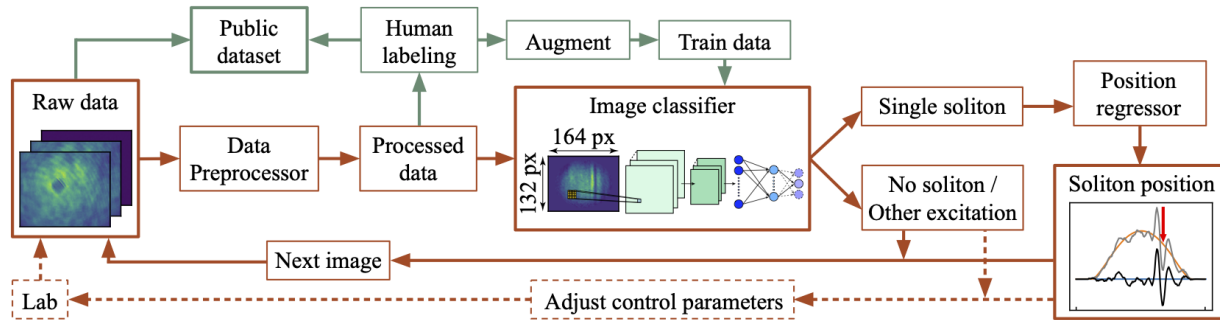 Public
dataset
Human
labeling
Augment
Train data
Raw data
Data
Preprocessor
Processed
data
Image classifier
164 px
132 px
Single soliton
Position
regressor
No soliton /
Other excitation
Soliton position
Next image
Lab
Adjust control parameters